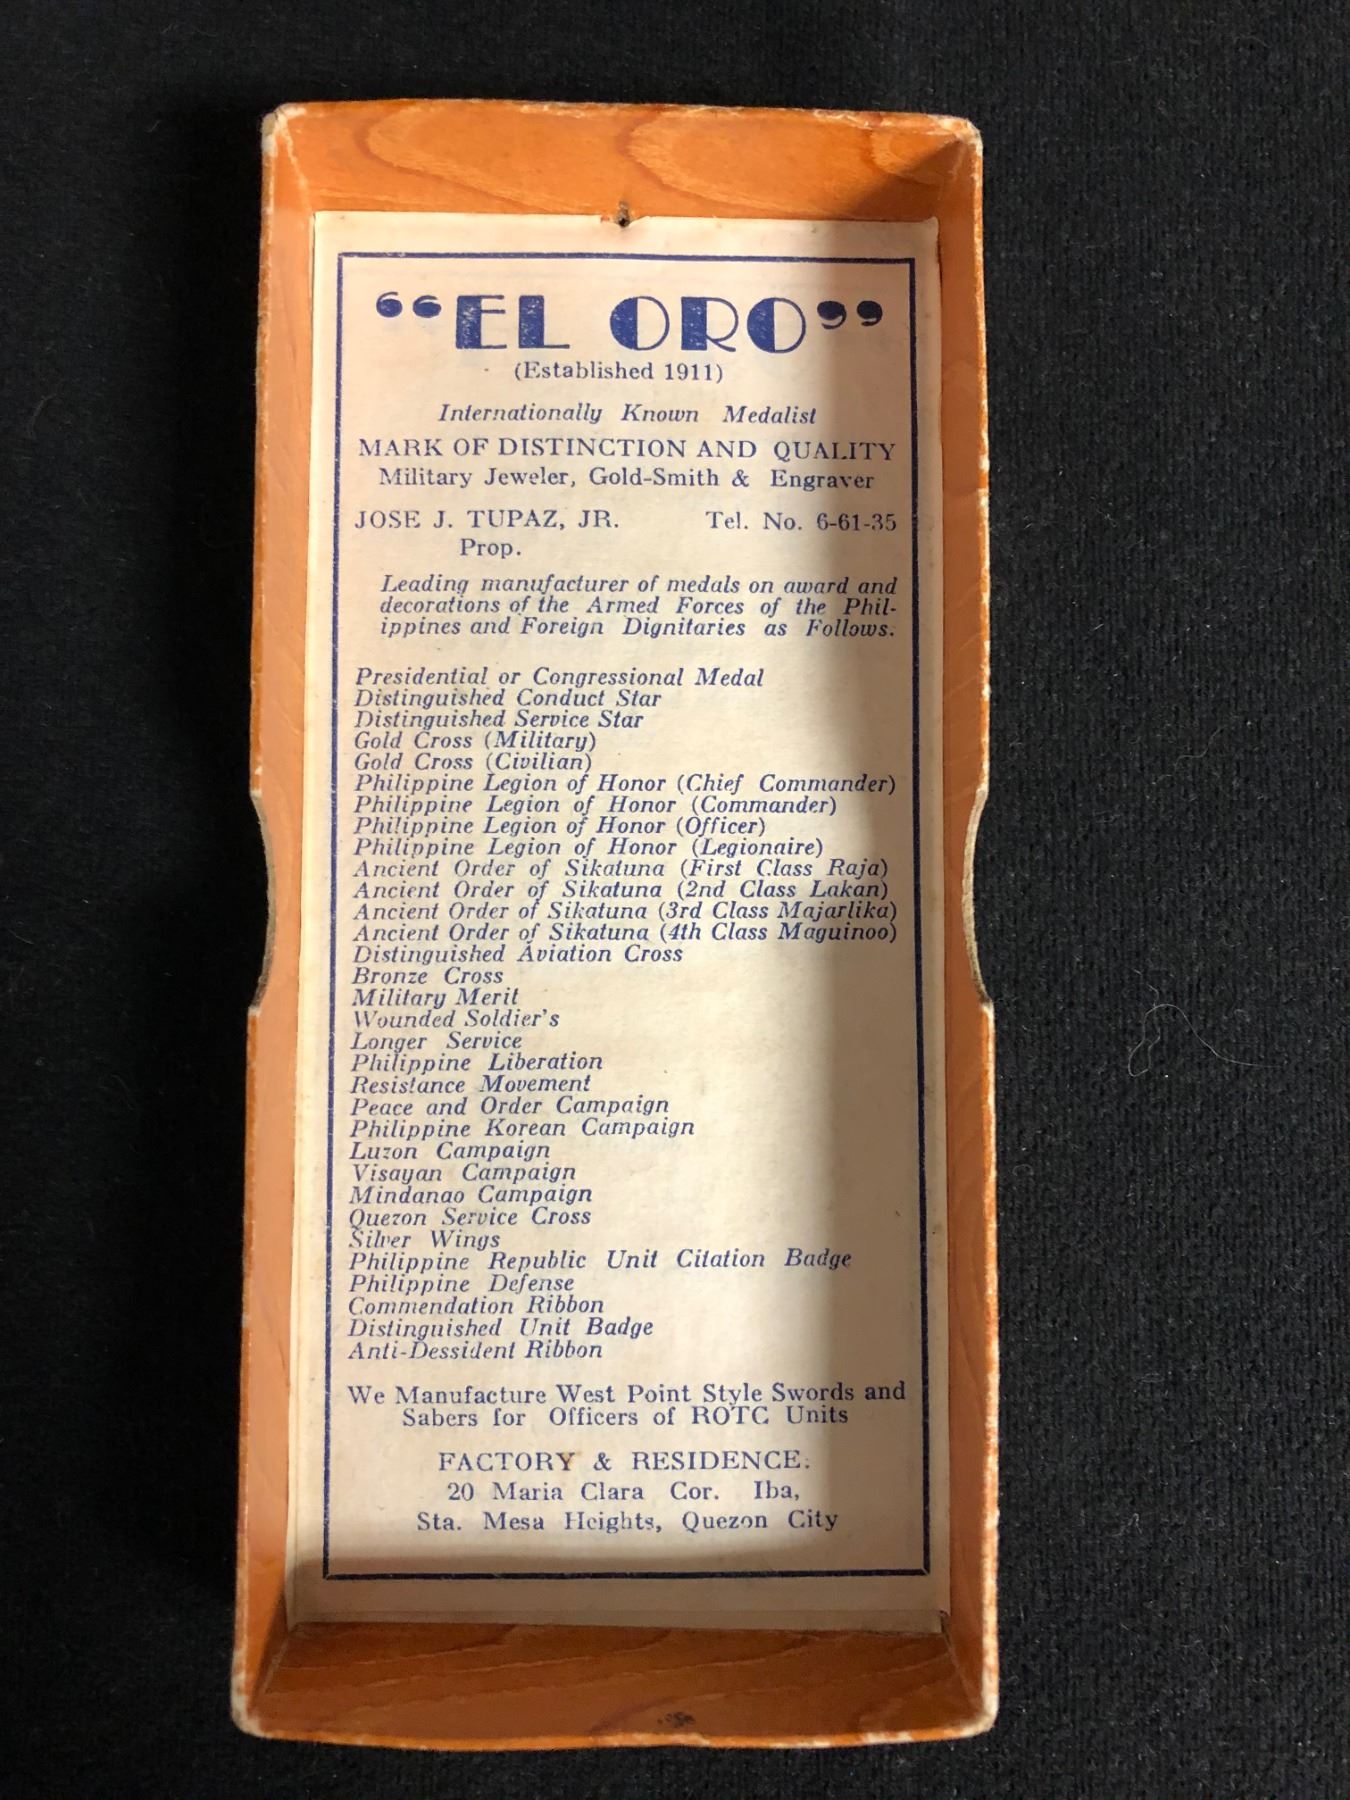 “EL ORO”
(Established 1911)
Internationally Known Medalist
MARK OF DISTINCTION AND QUALITY
Military Jeweler, Gold-Smith & Engraver
JOSE J. TUPAZ, JR. Tel. No. 6-61-35
Prop.
Leading manufacturer of medals on award and
decorations of the Armed Forces of the Phil-
ippines and Foreign Dignitaries as Follows:
Presidential or Congressional Medal
Distinguished Conduct Star
Distinguished Service Star
Gold Cross (Military)
Gold Cross (Civilian)
Philippine Legion of Honor (Chief Commander)
Philippine Legion of Honor (Commander)
Philippine Legion of Honor (Officer)
Philippine Legion of Honor (Legionaire)
Ancient Order of Sikatuna (First Class Raja)
Ancient Order of Sikatuna (2nd Class Lakan)
Ancient Order of Sikatuna (3rd Class Majarlika)
Ancient Order of Sikatuna (4th Class Maguinoo)
Distinguished Aviation Cross
Bronze Cross
Military Merit
Wounded Soldier's
Longer Service
Philippine Liberation
Resistance Movement
Peace and Order Campaign
Philippine Korean Campaign
Luzon Campaign
Visayan Campaign
Mindanao Campaign
Quezon Service Cross
Silver Wings
Philippine Republic Unit Citation Badge
Philippine Defense
Commendation Ribbon
Distinguished Unit Badge
Anti-Dessident Ribbon
We Manufacture West Point Style Swords and
Sabers for Officers of ROTC Units
FACTORY & RESIDENCE:
20 Maria Clara Cor. Iba,
Sta. Mesa Heights, Quezon City